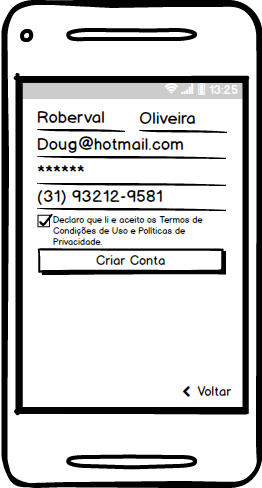 13:25
Roberval Oliveira
Doug@hotmail.com
******
(31) 93212-9581
Declaro que li e aceito os Termos de
Condições de Uso e Políticas de
Privacidade.
Criar Conta
Voltar